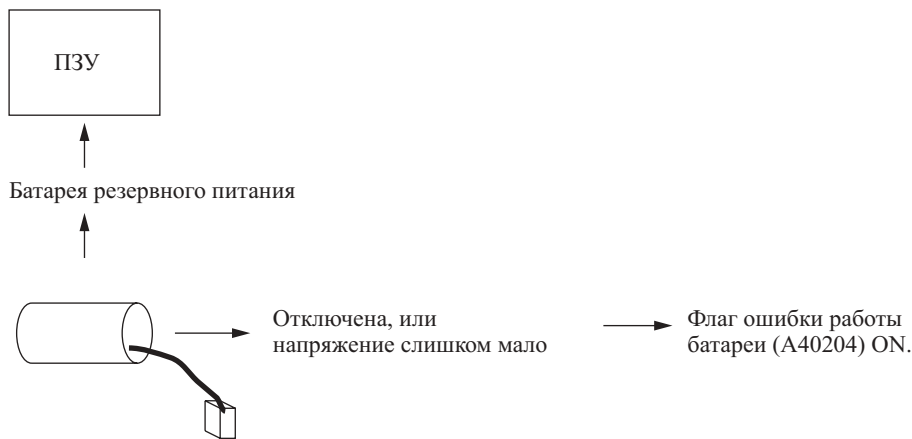 ПЗУ
Батарея резервного питания
Отключена, или
напряжение слишком мало
Флаг ошибки работы
батареи (A40204) ON.